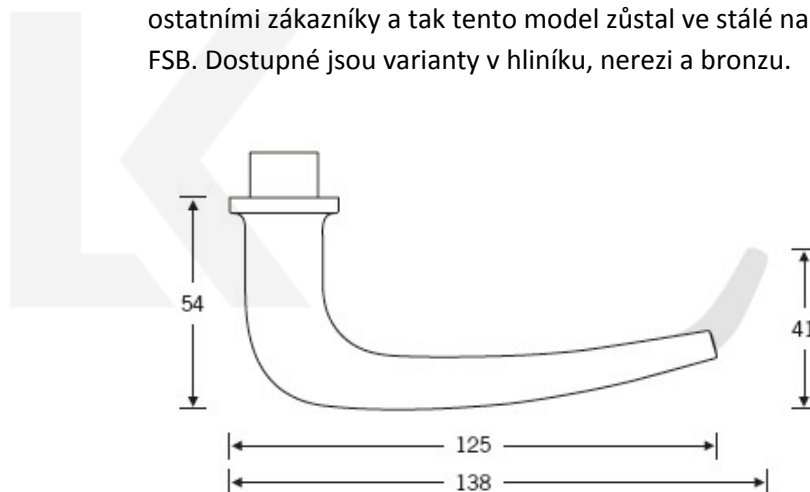 ostatními zákazníky a tak tento model zůstal ve stálé na
FSB. Dostupné jsou varianty v hliníku, nerezi a bronzu.
54
41
125
138